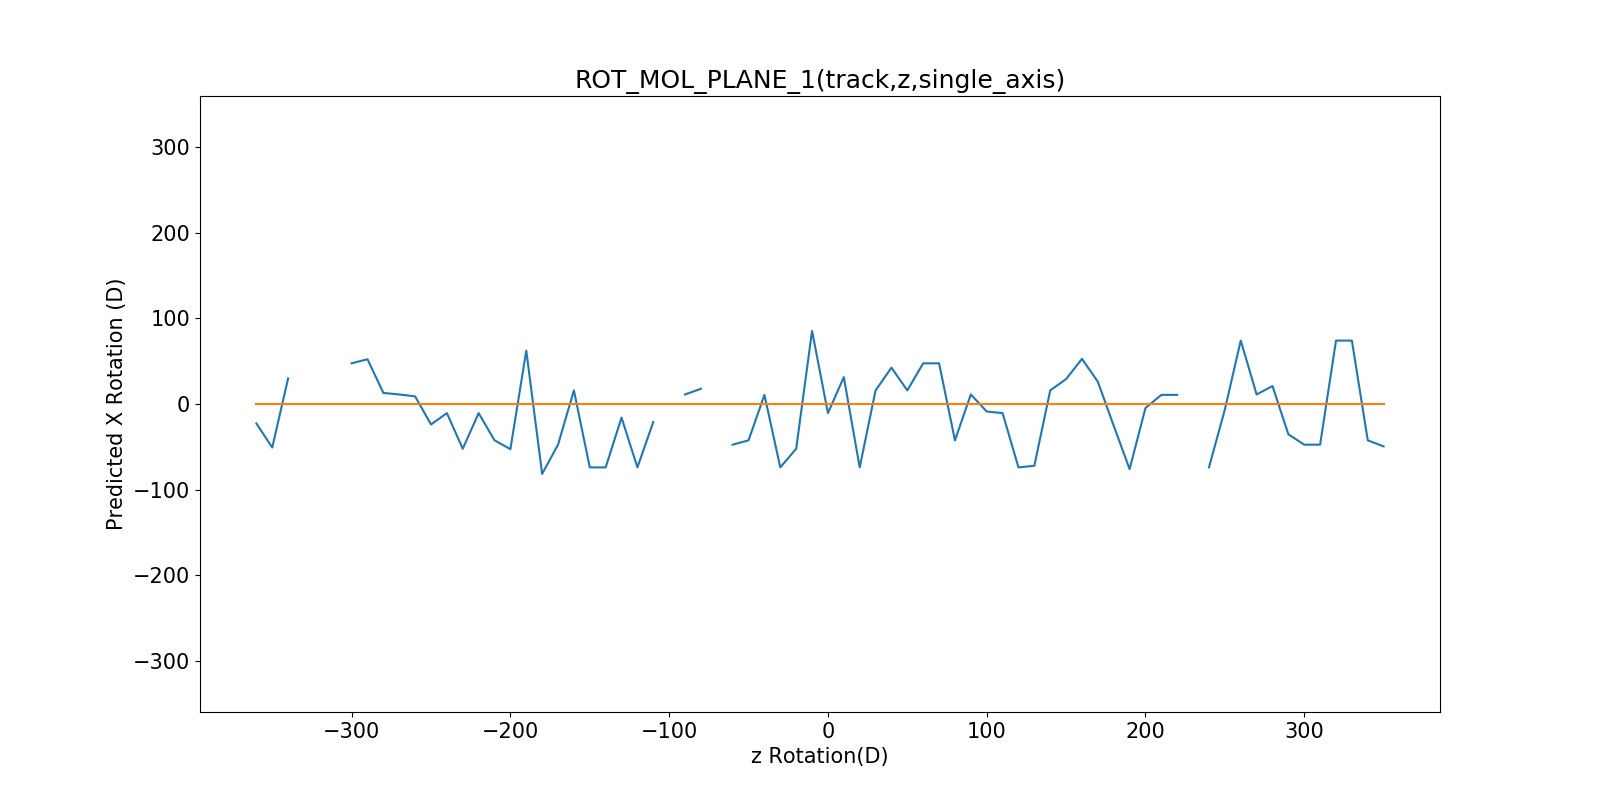 ROT_MOL_PLANE_1(track,z,single_axis)
300
200
100
0
−100
−200
−300
Predicted X Rotation (D)
−300 −200 −100 0 100 200 300
z Rotation(D)